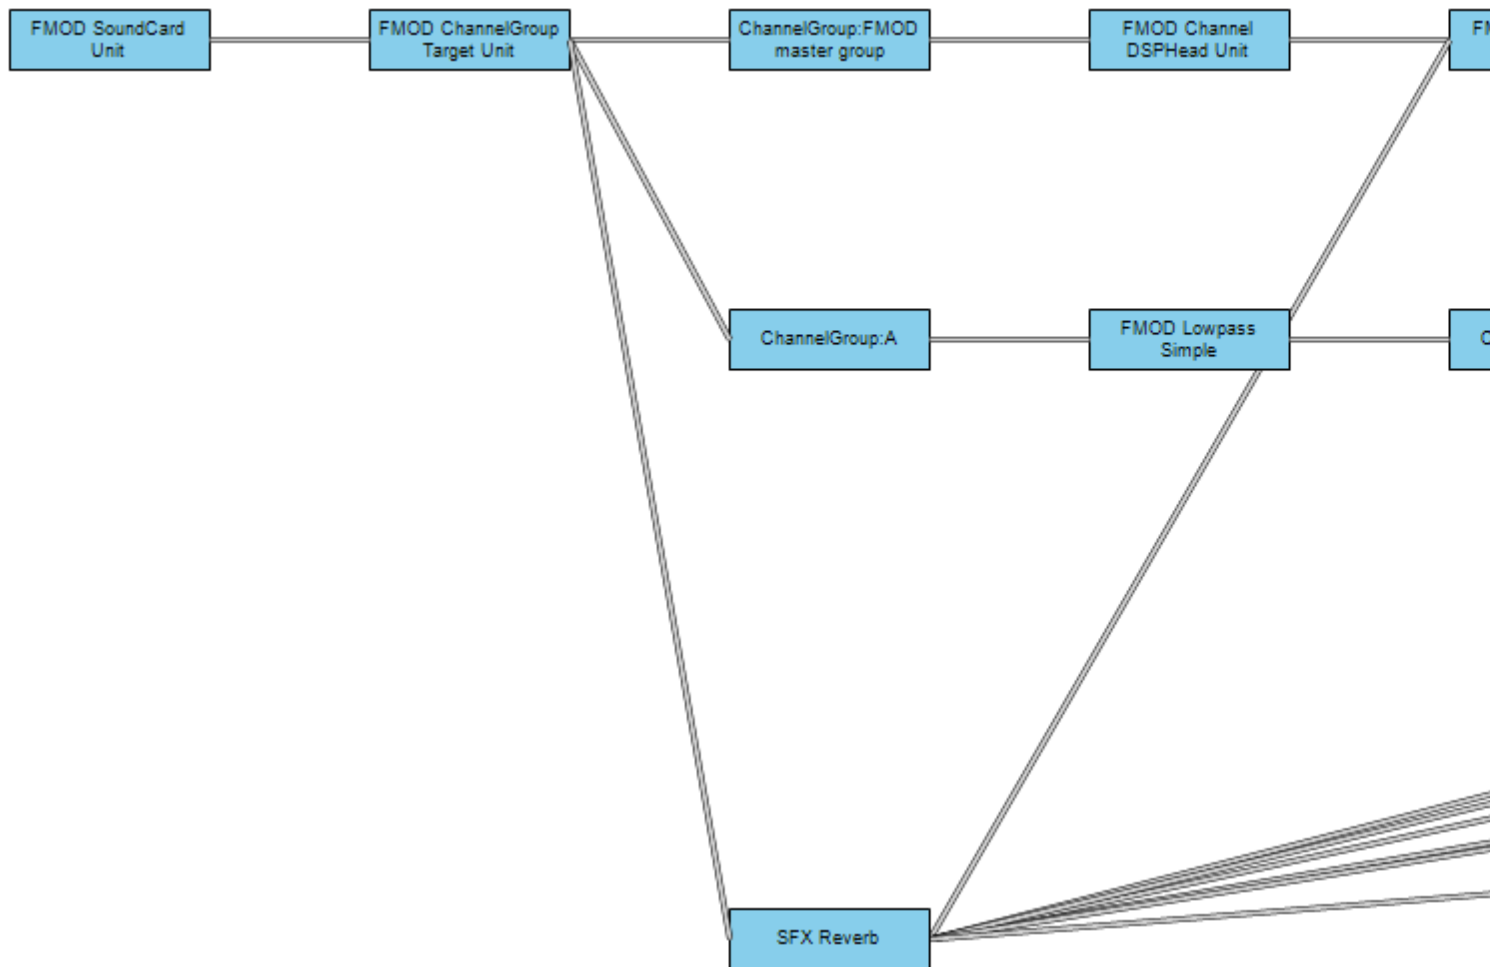 FMOD SoundCard
Unit
FMOD ChannelGroup
Target Unit
ChannelGroup:FMOD
master group
FMOD Channel
DSPHead Unit
ChannelGroup:A
FMOD Lowpass
Simple
SFX Reverb